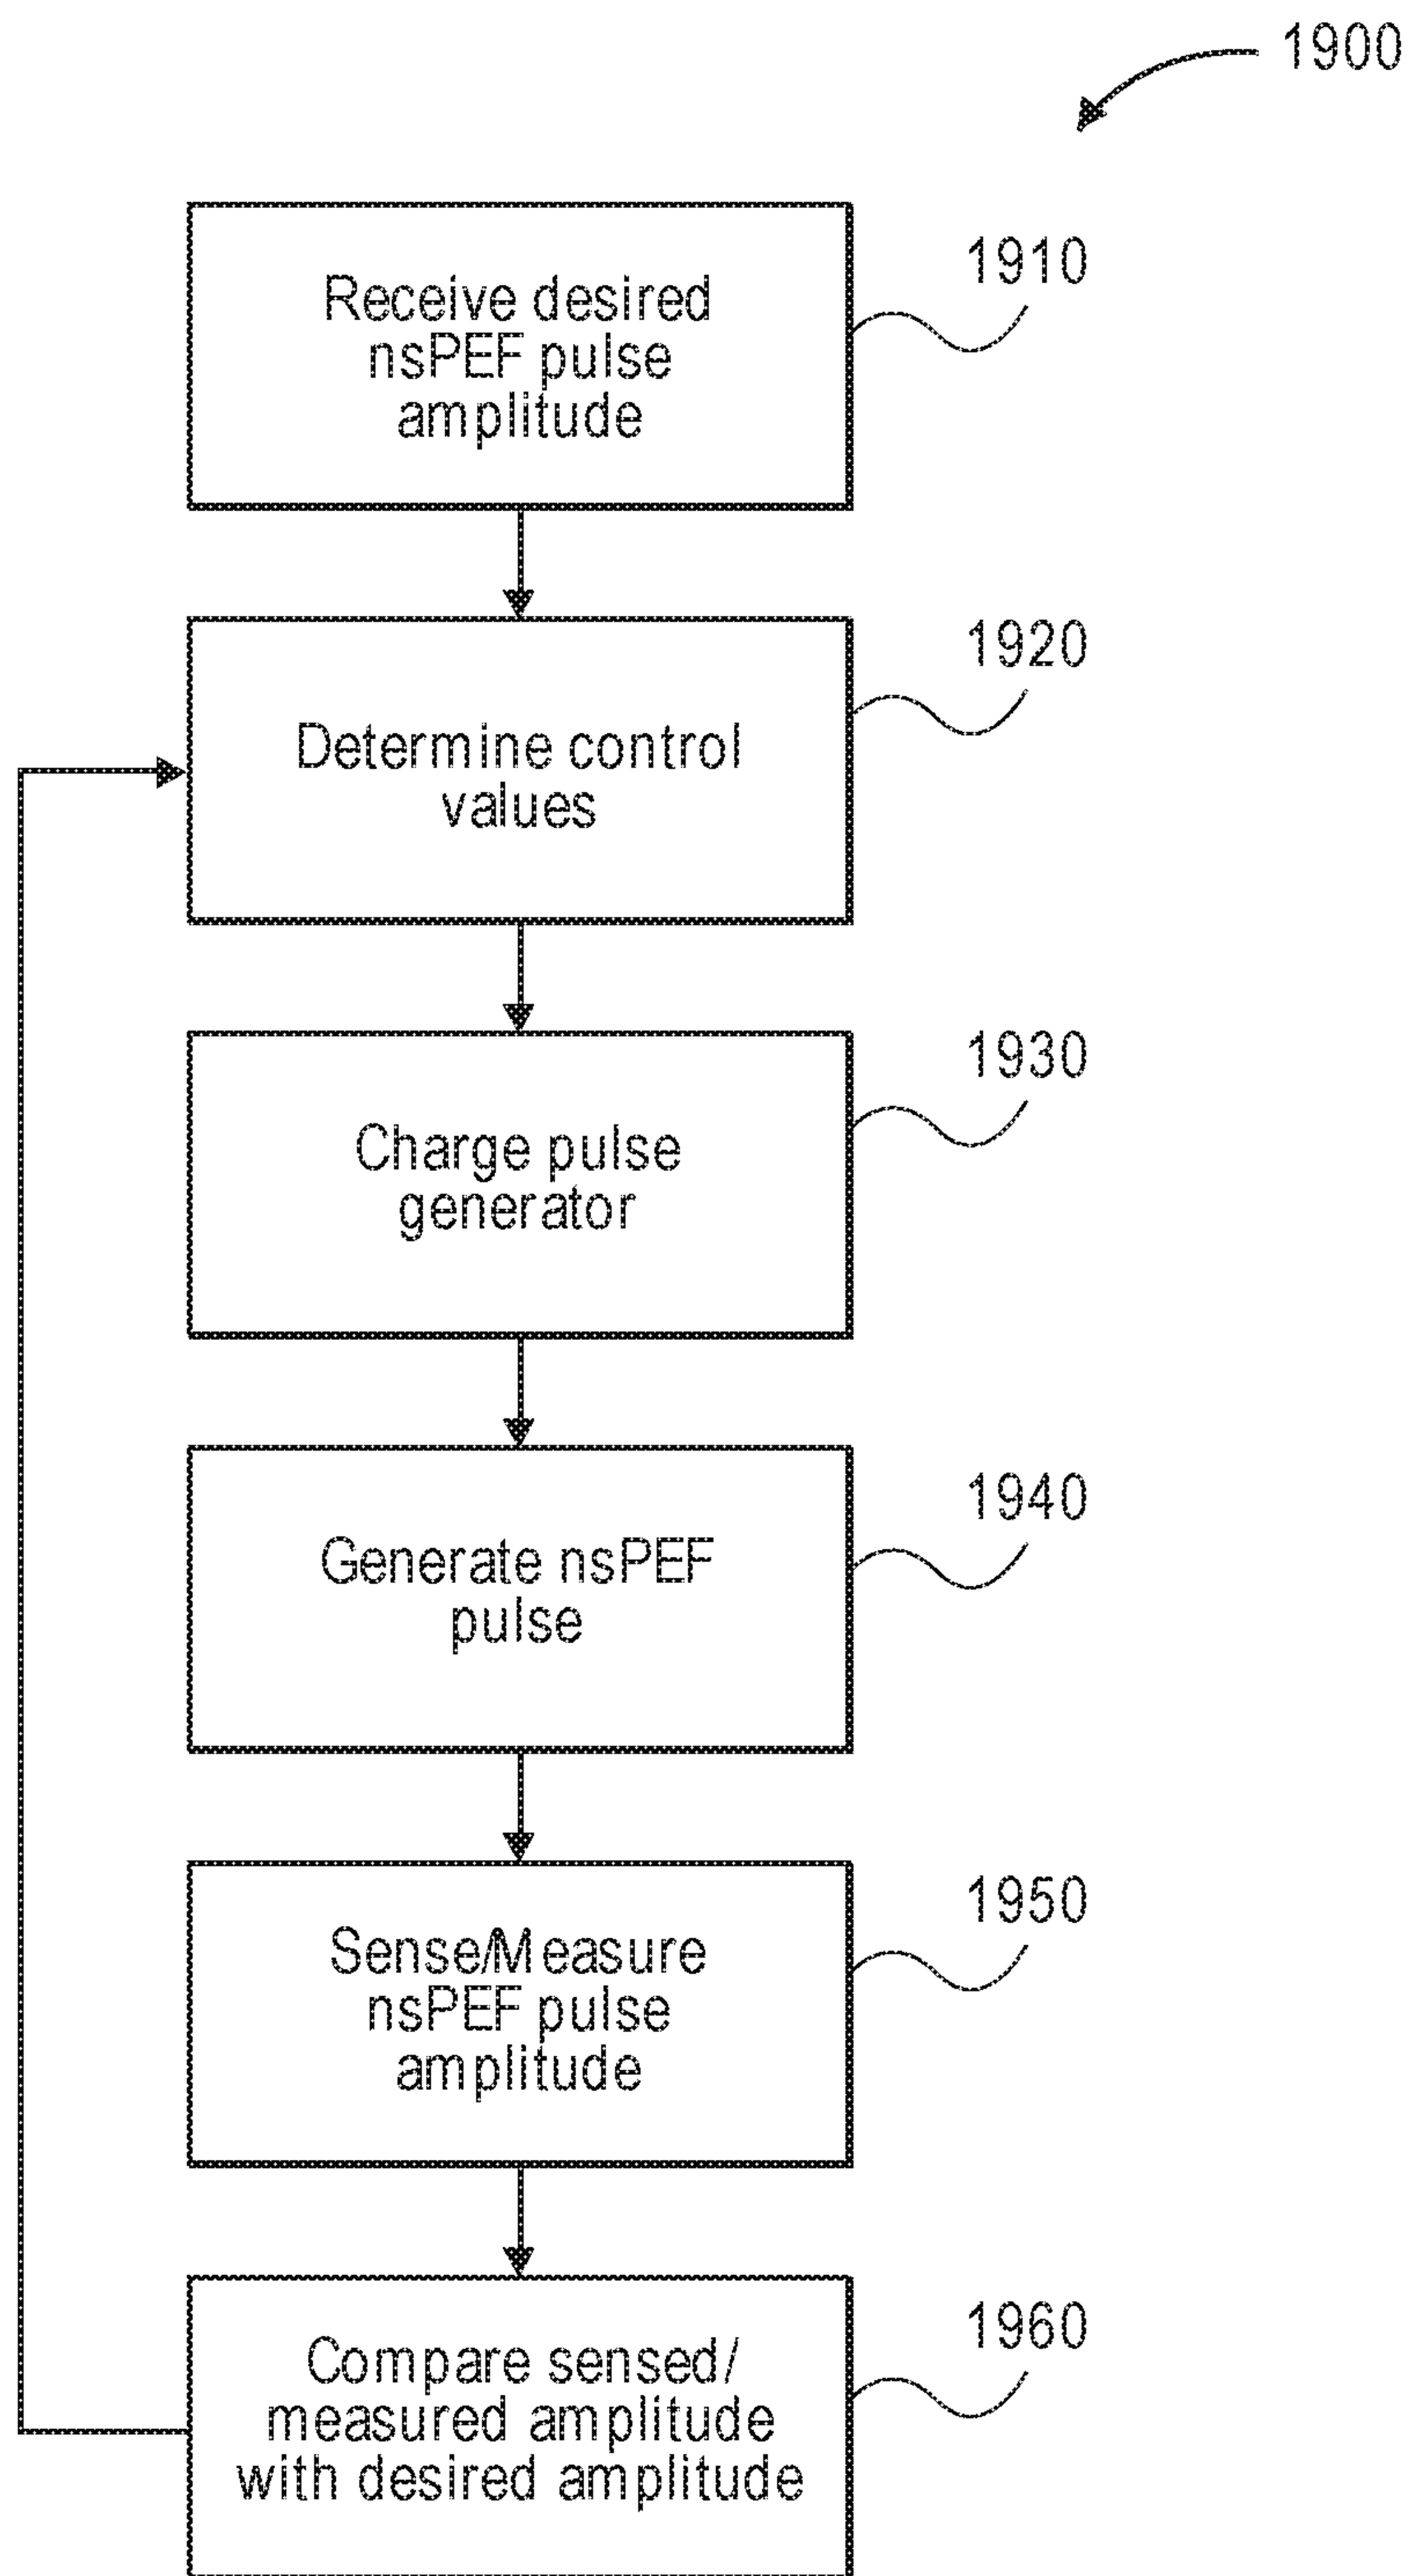 1900
Receive desired
nsPEF pulse
amplitude
1910
Determine control
values
1920
Charge pulse
generator
1930
Generate nsPEF
pulse
1940
Sense/Measure
nsPEF pulse
amplitude
1950
Compare sensed/
measured amplitude
with desired amplitude
1960